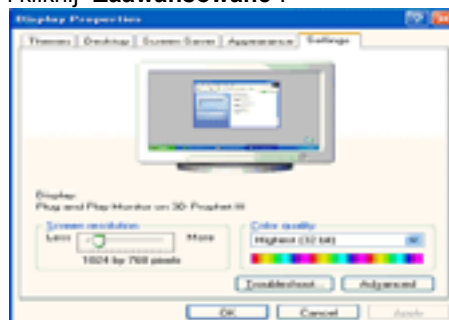 i kliknij "Zaawansowane".
Display Properties
Themes Desktop Screen Saver Appearance Settings
Display:
Plug and Play Monitor on 3D Prophet III
Screen resolution
Color quality
Less More
Highest (32 bit)
1024 by 768 pixels
Troubleshoot... Advanced
OK Cancel Apply